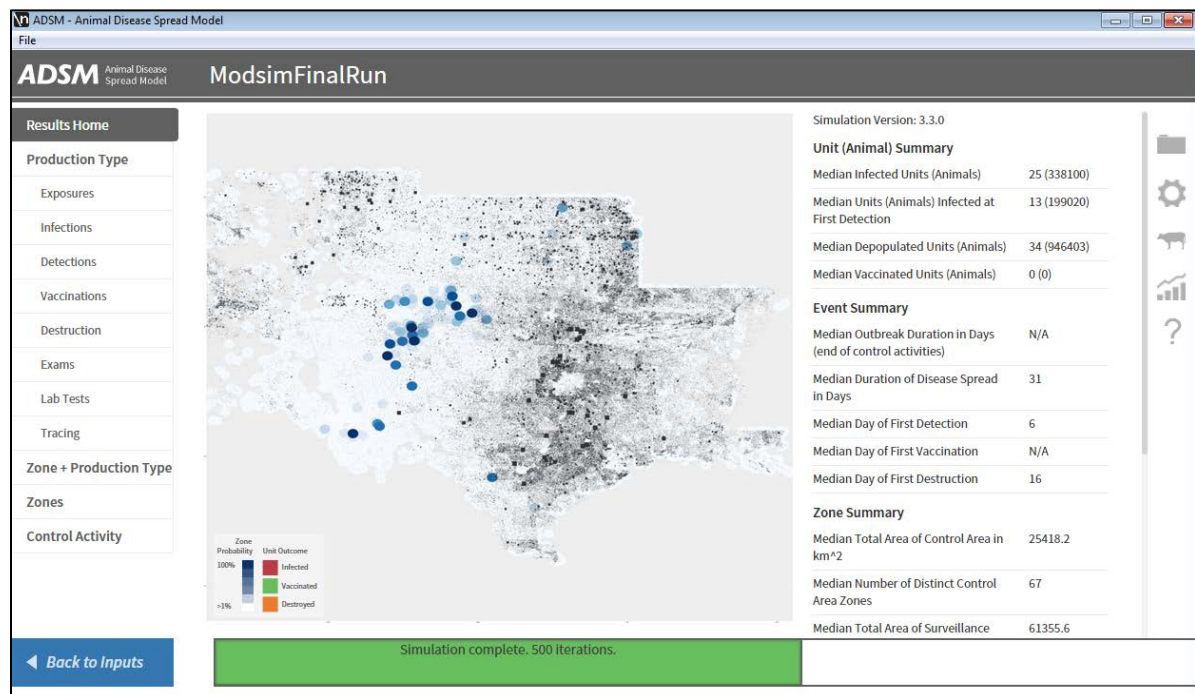 ADSM - Animal Disease Spread Model
File
ADSM Animal Disease
Spread Model
ModsimFinalRun
Results Home
Production Type
Exposures
Infections
Detections
Vaccinations
Destruction
Exams
Lab Tests
Tracing
Zone + Production Type
Zones
Control Activity
Back to Inputs
Zone
Probability
Unit Outcome
100%
Infected
Vaccinated
>1%
Destroyed
Simulation complete. 500 iterations.
Simulation Version: 3.3.0
Unit (Animal) Summary
Median Infected Units (Animals) 25 (338100)
Median Units (Animals) Infected at 13 (199020)
First Detection
Median Depopulated Units (Animals) 34 (946403)
Median Vaccinated Units (Animals) 0 (0)
Event Summary
Median Outbreak Duration in Days N/A
(end of control activities)
Median Duration of Disease Spread 31
in Days
Median Day of First Detection 6
Median Day of First Vaccination N/A
Median Day of First Destruction 16
Zone Summary
Median Total Area of Control Area in 25418.2
km^2
Median Number of Distinct Control 67
Area Zones
Median Total Area of Surveillance 61355.6
?